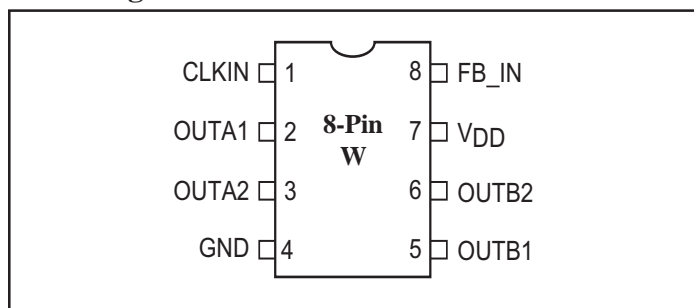 CLKIN 1 8 FB_IN
OUTA1 2 8-Pin 7 VDD
W
OUTA2 3 6 OUTB2
GND 4 5 OUTB1